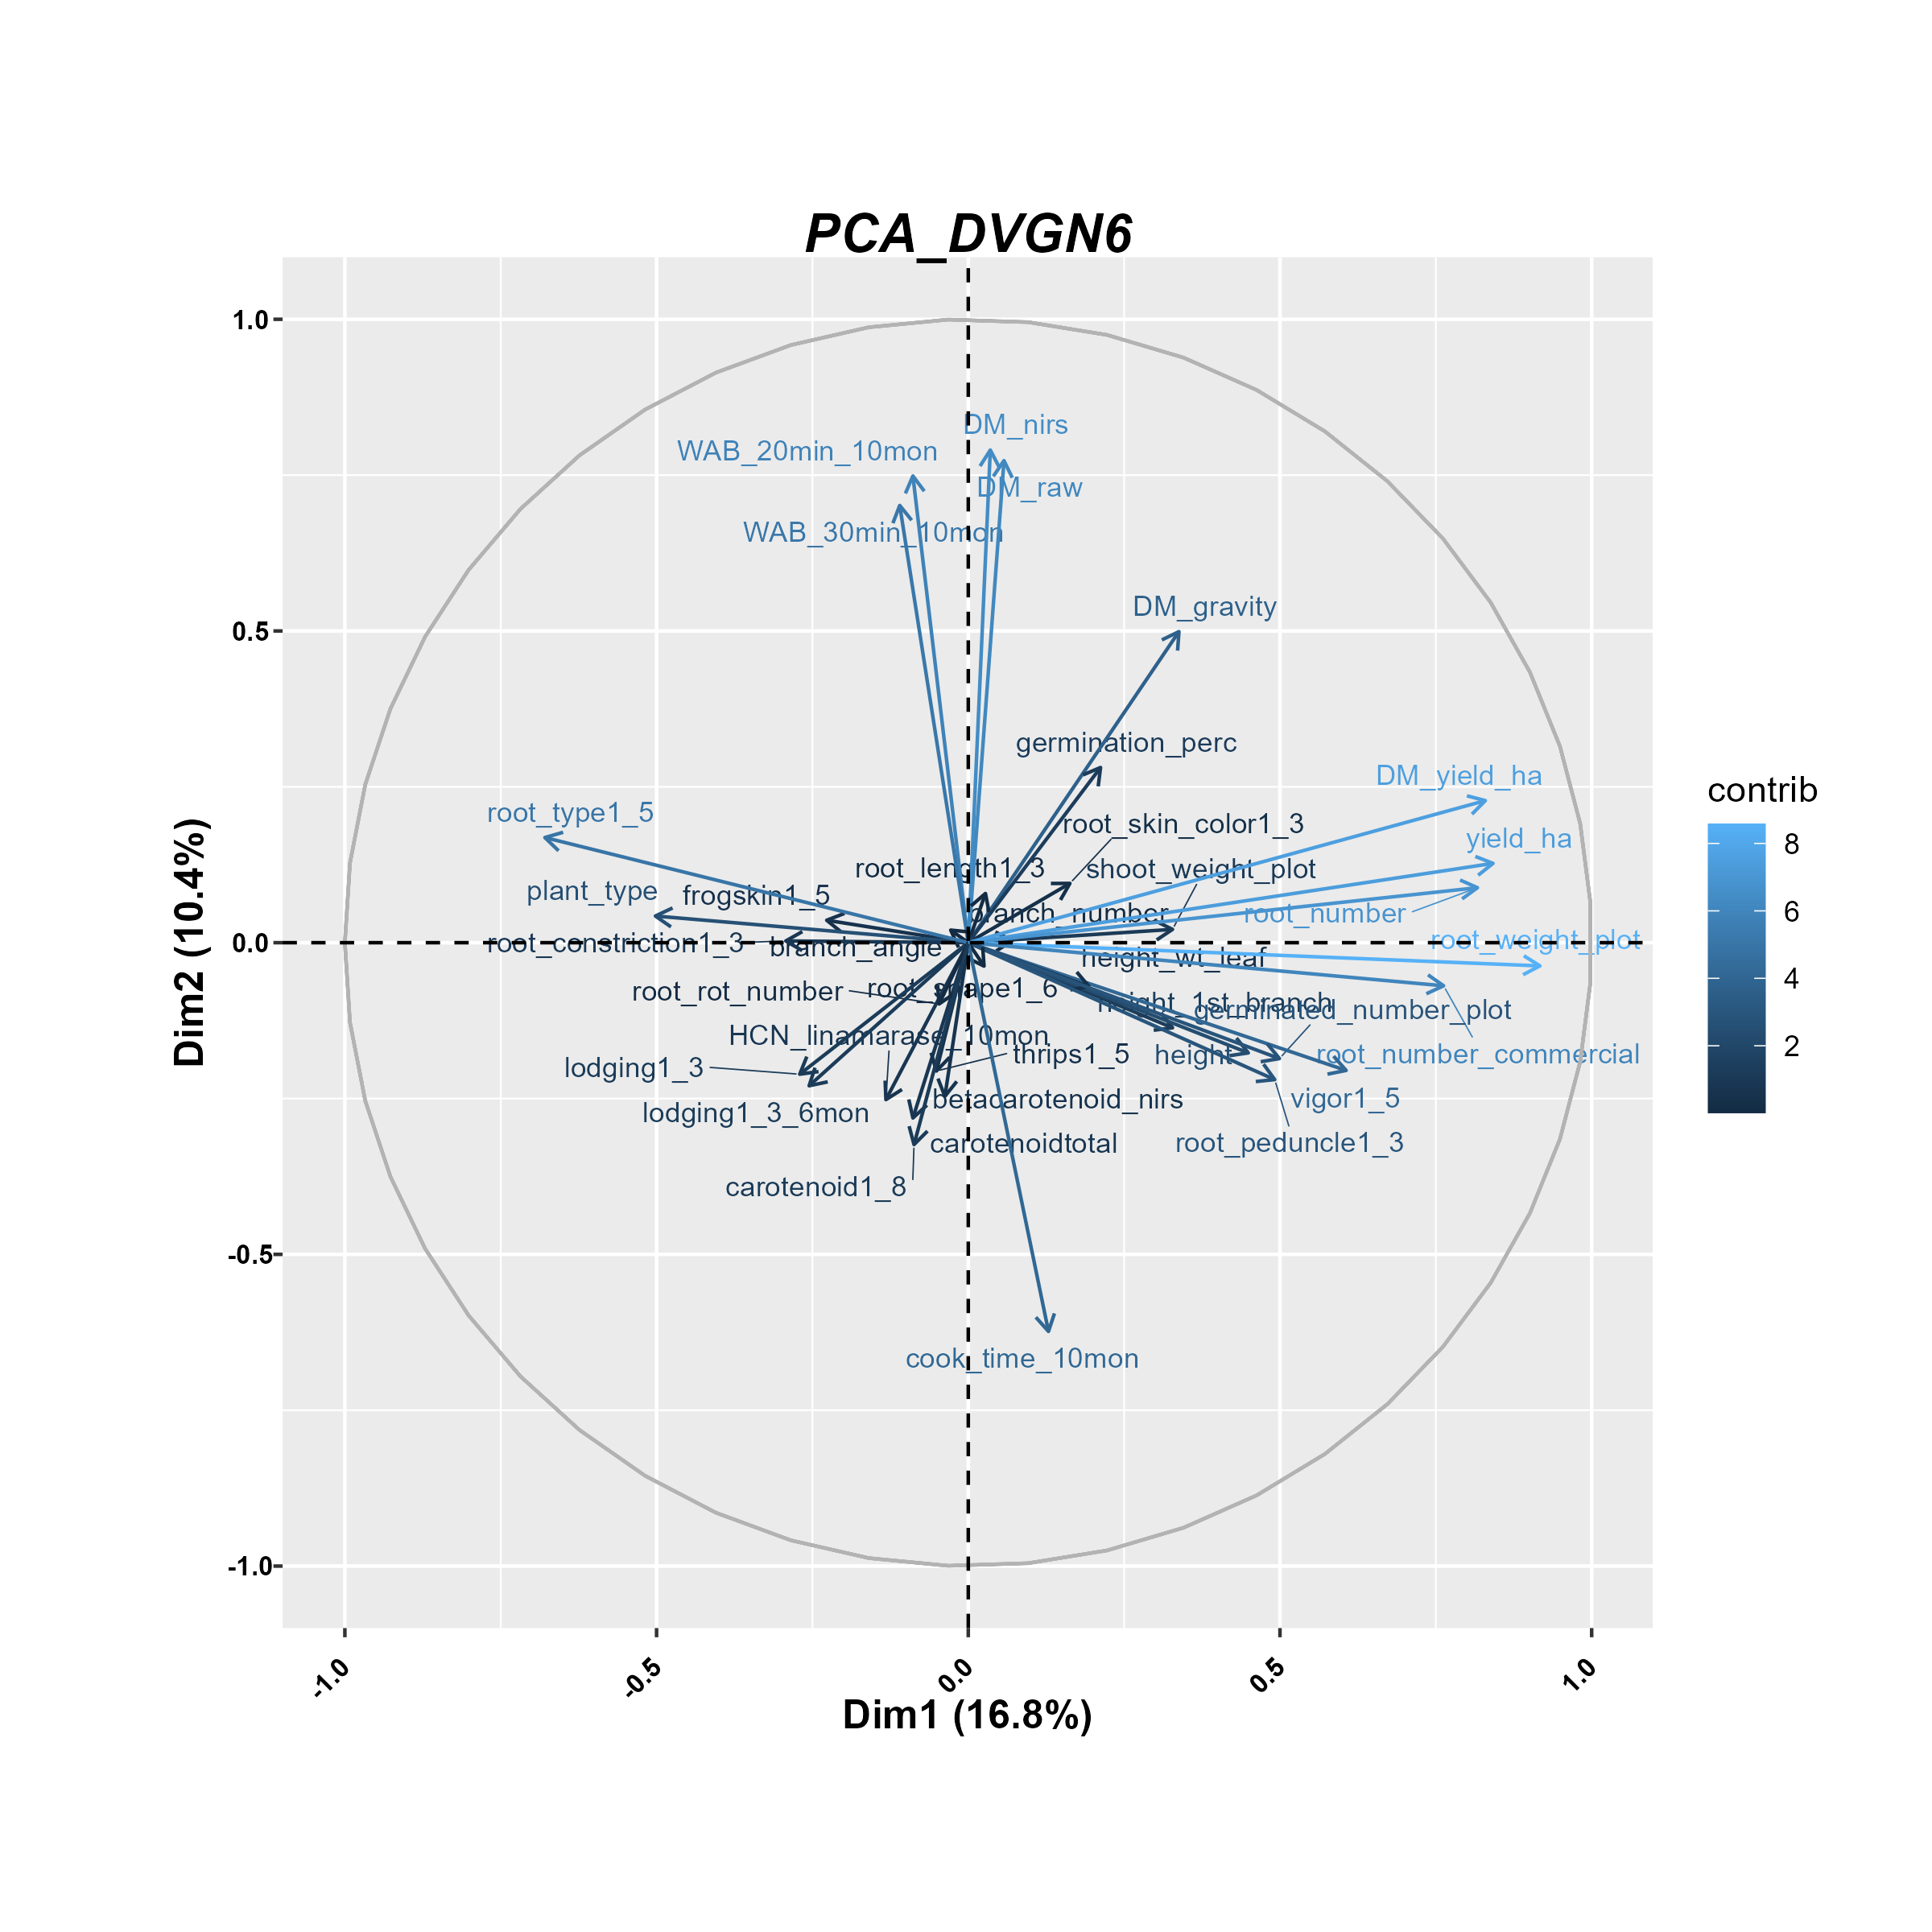 PCA_DVGN6
1.0
0.5
0.0
-0.5
-1.0
Dim2 (10.4%)
DM_nirs
WAB_20min_10mon
DM_raw
WAB_30min_10mon
DM_gravity
germination_perc
DM_yield_ha
root_type1_5
root_skin_color1_3
yield_ha
root_length1_3
shoot_weight_plot
plant_type
frogskin1_5
branch_number
root_number
root_constriction1_3
branch_angle
root_weight_plot
height_wt_leaf
root_rot_number
root_shape1_6
height_1st_branch
germinated_number_plot
HCN_linamarase_10mon
thrips1_5
height
root_number_commercial
lodging1_3
lodging1_3_6mon
betacarotenoid_nirs
vigor1_5
carotenoidtotal
root_peduncle1_3
carotenoid1_8
cook_time_10mon
-1.0
-0.5
0.0
0.5
1.0
Dim1 (16.8%)
contrib
8
6
4
2